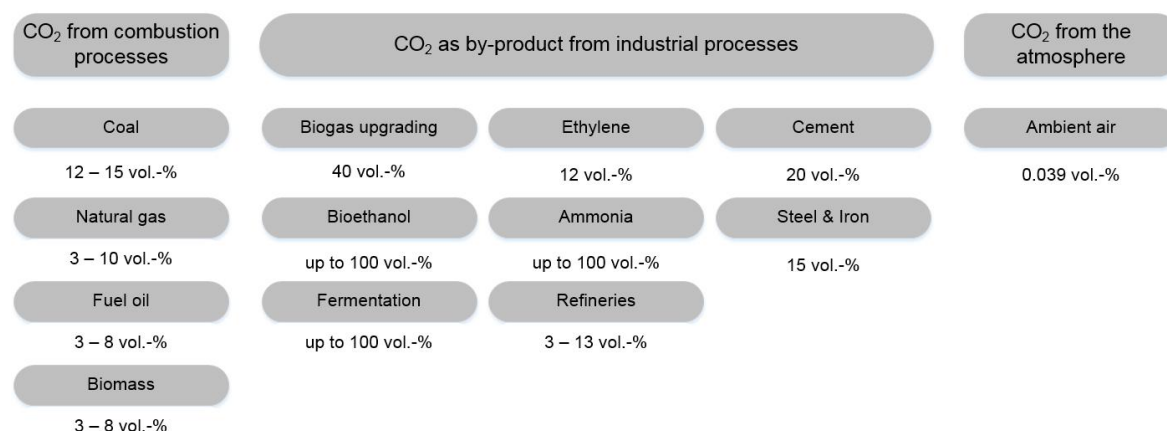 CO₂ from combustion
processes
CO₂ as by-product from industrial processes
CO₂ from the
atmosphere
Coal
12 – 15 vol.-%
Natural gas
3 – 10 vol.-%
Fuel oil
3 – 8 vol.-%
Biomass
3 – 8 vol.-%
Biogas upgrading
40 vol.-%
Bioethanol
up to 100 vol.-%
Fermentation
up to 100 vol.-%
Ethylene
12 vol.-%
Ammonia
up to 100 vol.-%
Refineries
3 – 13 vol.-%
Cement
20 vol.-%
Steel & Iron
15 vol.-%
Ambient air
0.039 vol.-%